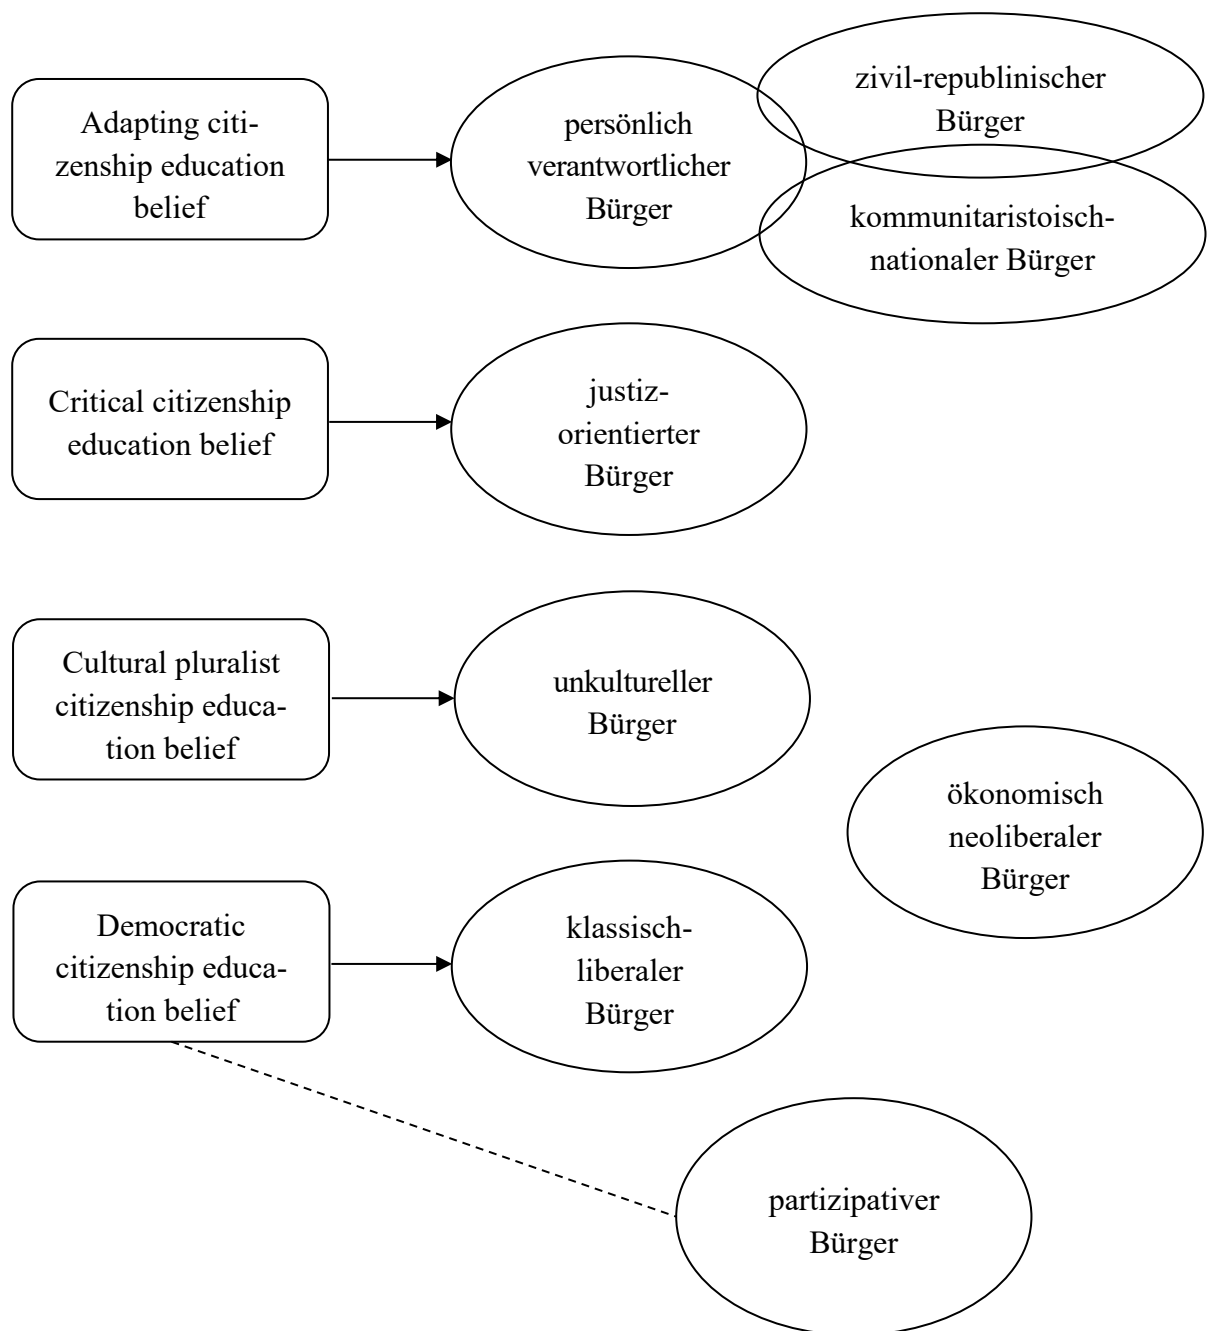 Adapting citi-
zenship education
belief
persönlich
verantwortlicher
Bürger
zivil-republinischer
Bürger
kommunitaristoisch-
nationaler Bürger
Critical citizenship
education belief
justiz-
orientierter
Bürger
Cultural pluralist
citizenship educa-
tion belief
unkultureller
Bürger
ökonomisch
neoliberaler
Bürger
Democratic
citizenship educa-
tion belief
klassisch-
liberaler
Bürger
partizipativer
Bürger